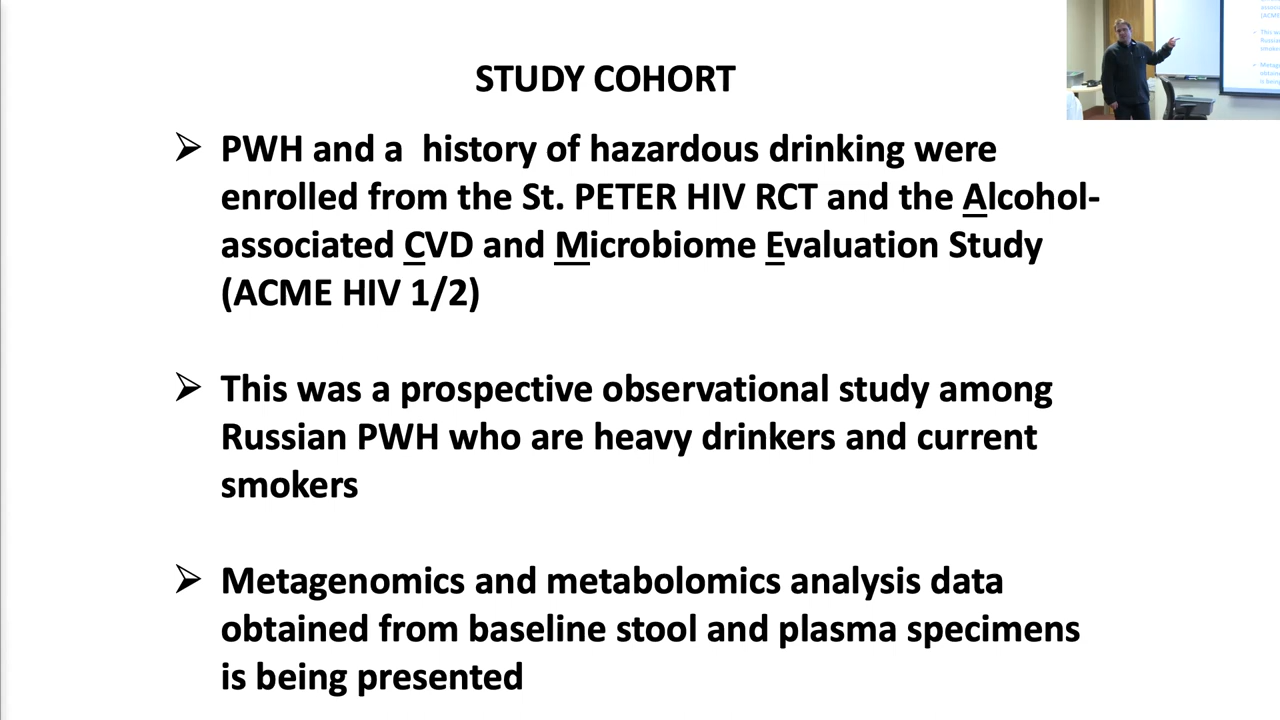 STUDY COHORT
➢ PWH and a history of hazardous drinking were
enrolled from the St. PETER HIV RCT and the Alcohol-
associated CVD and Microbiome Evaluation Study
(ACME HIV 1/2)
➢ This was a prospective observational study among
Russian PWH who are heavy drinkers and current
smokers
➢ Metagenomics and metabolomics analysis data
obtained from baseline stool and plasma specimens
is being presented